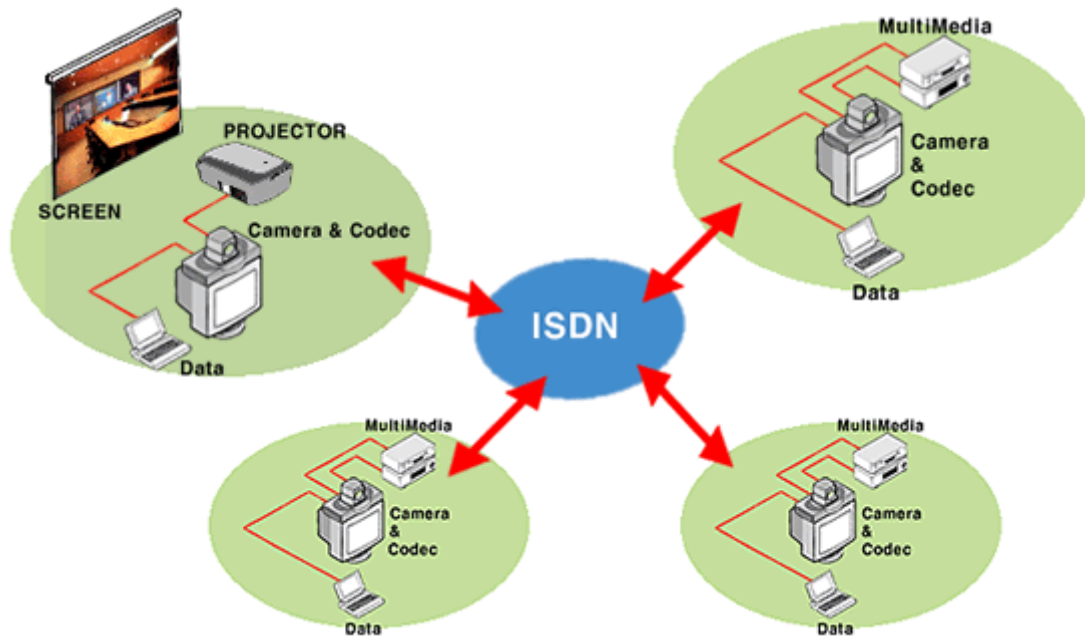 MultiMedia
PROJECTOR
SCREEN
Camera & Codec
Data
Camera
&
Codec
Data
ISDN
MultiMedia
Camera
&
Codec
Data
MultiMedia
Camera
&
Codec
Data